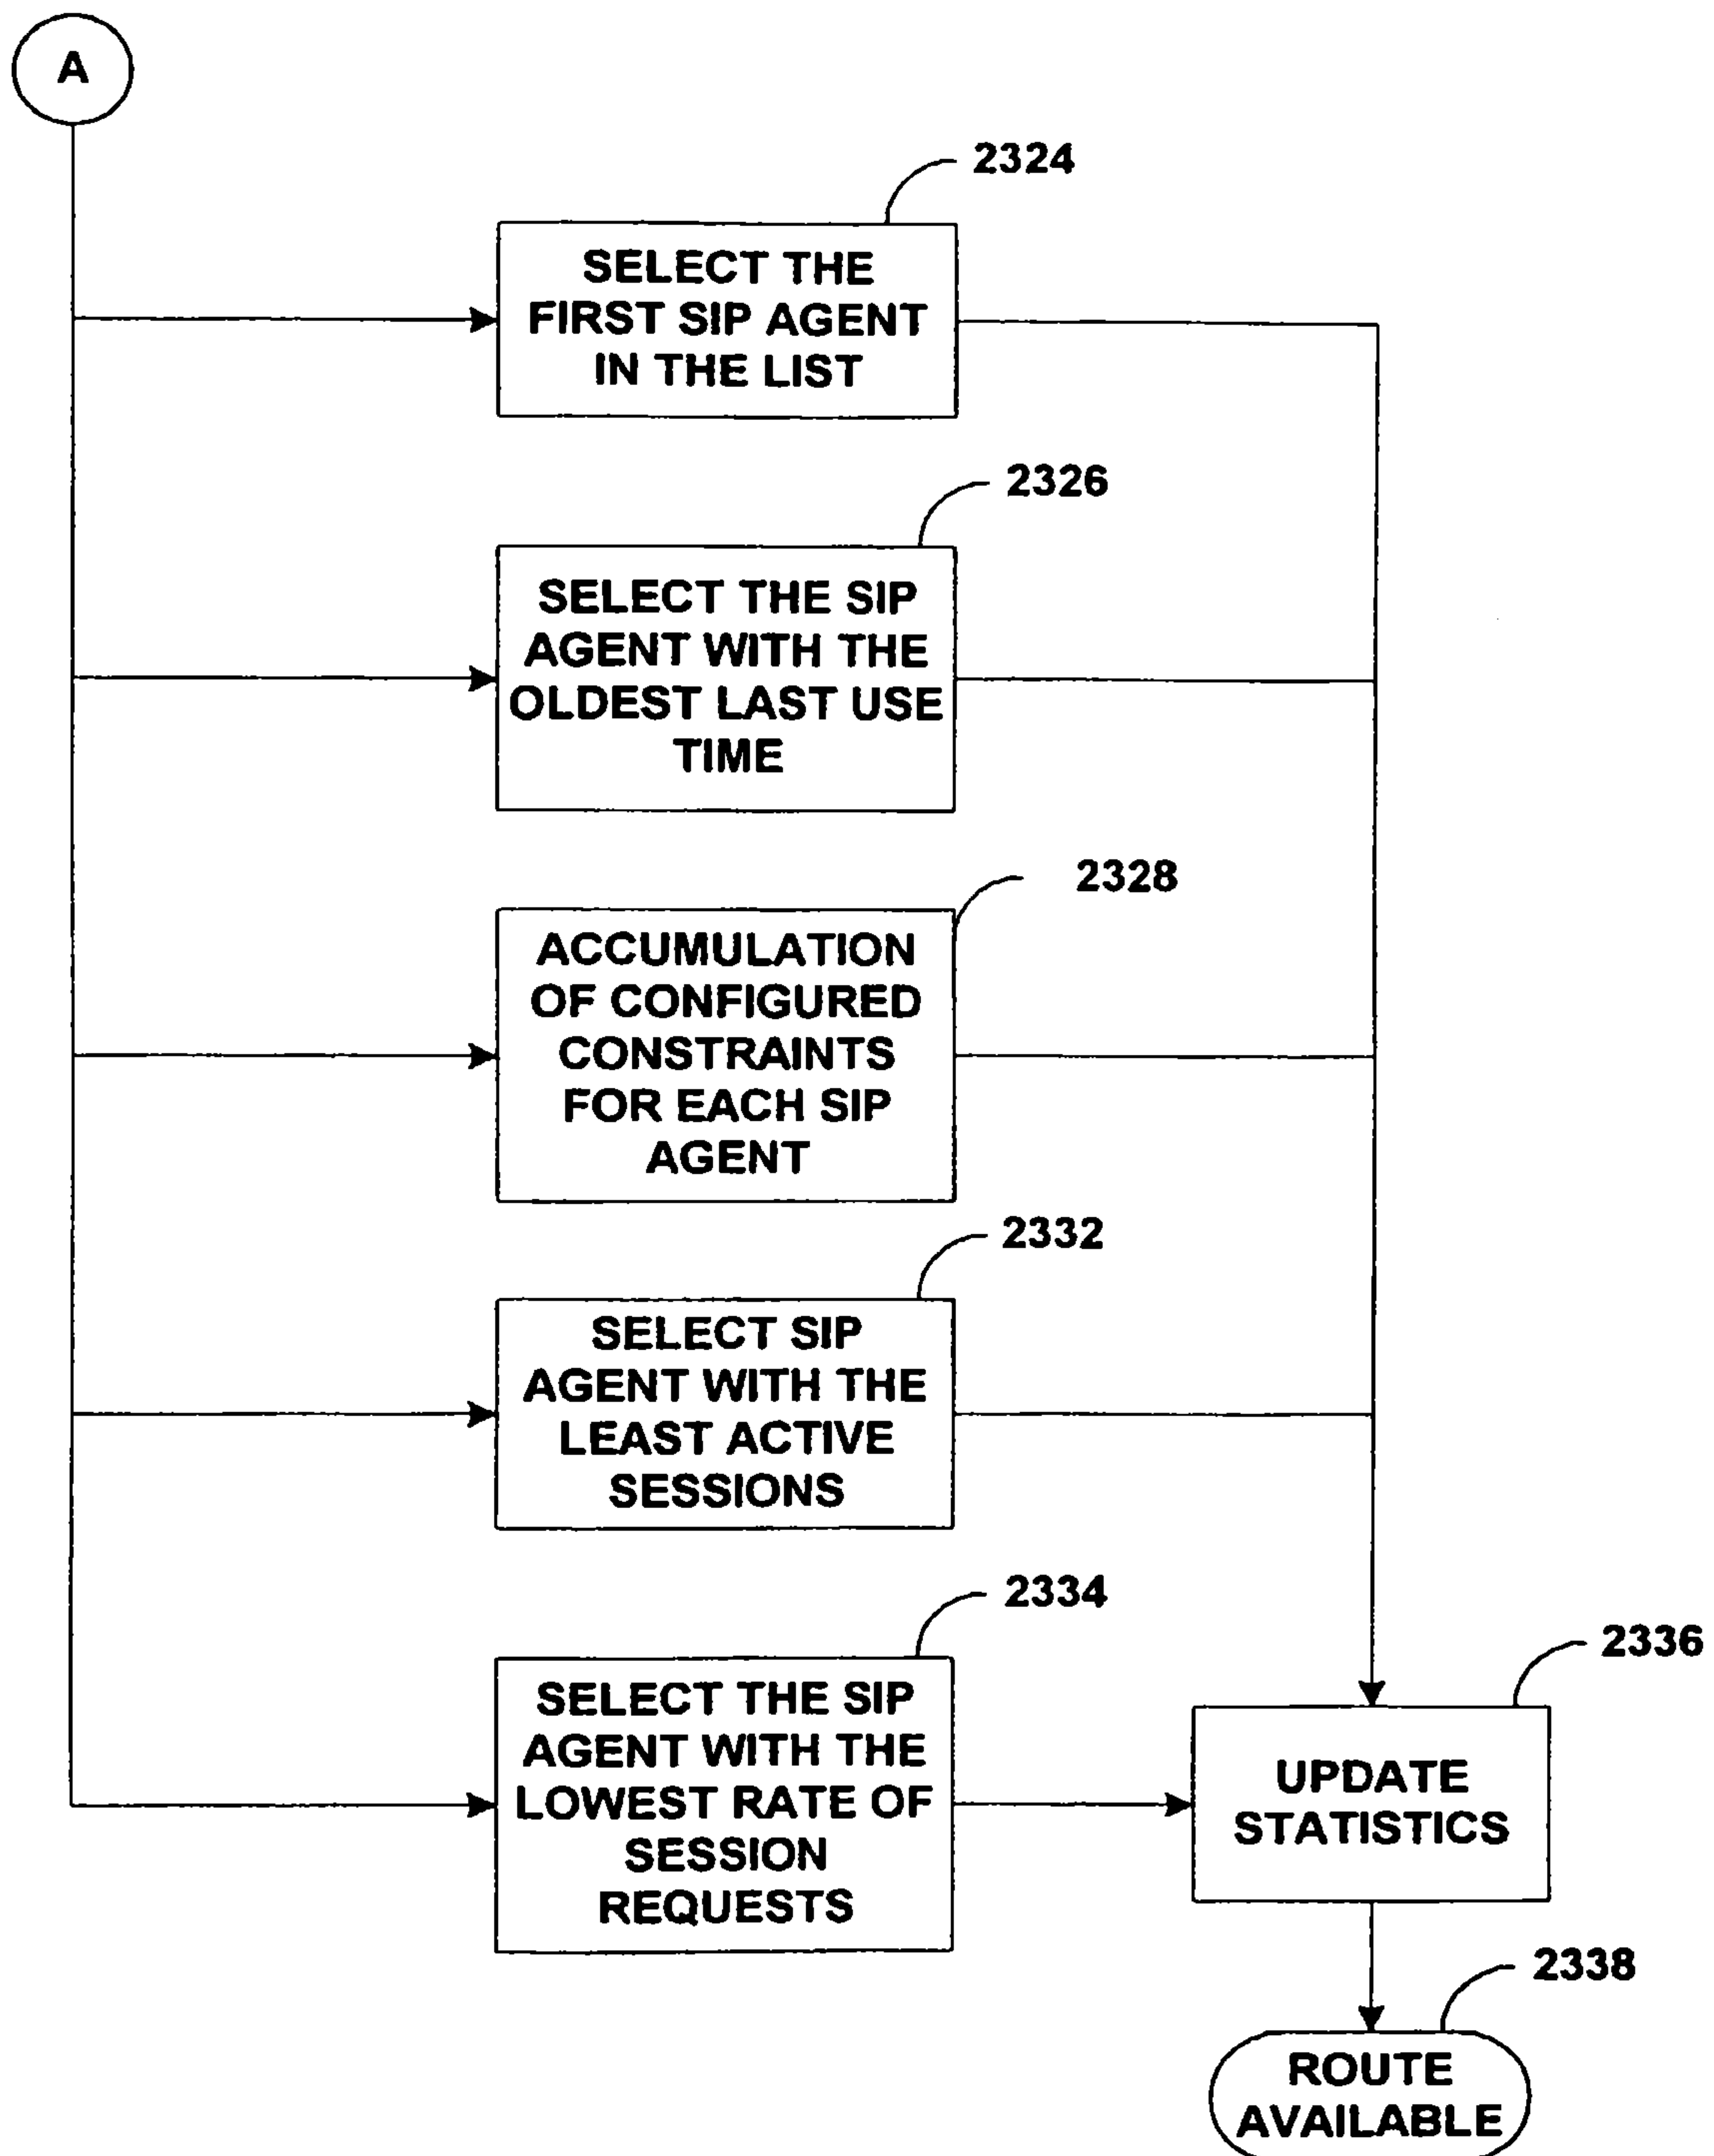 A
2324
SELECT THE
FIRST SIP AGENT
IN THE LIST
2326
SELECT THE SIP
AGENT WITH THE
OLDEST LAST USE
TIME
2328
ACCUMULATION
OF CONFIGURED
CONSTRAINTS
FOR EACH SIP
AGENT
2332
SELECT SIP
AGENT WITH THE
LEAST ACTIVE
SESSIONS
2334
SELECT THE SIP
AGENT WITH THE
LOWEST RATE OF
SESSION
REQUESTS
2336
UPDATE
STATISTICS
2338
ROUTE
AVAILABLE